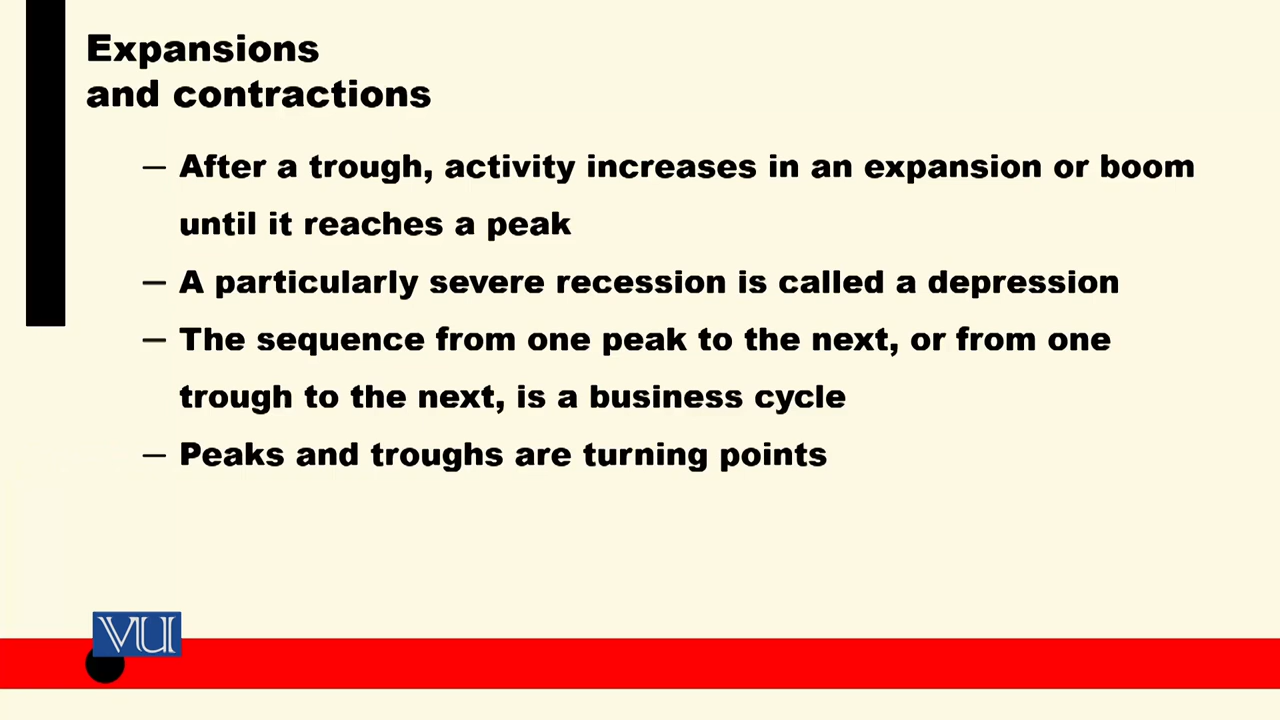 Expansions
and contractions
— After a trough, activity increases in an expansion or boom
until it reaches a peak
— A particularly severe recession is called a depression
— The sequence from one peak to the next, or from one
trough to the next, is a business cycle
— Peaks and troughs are turning points
VU